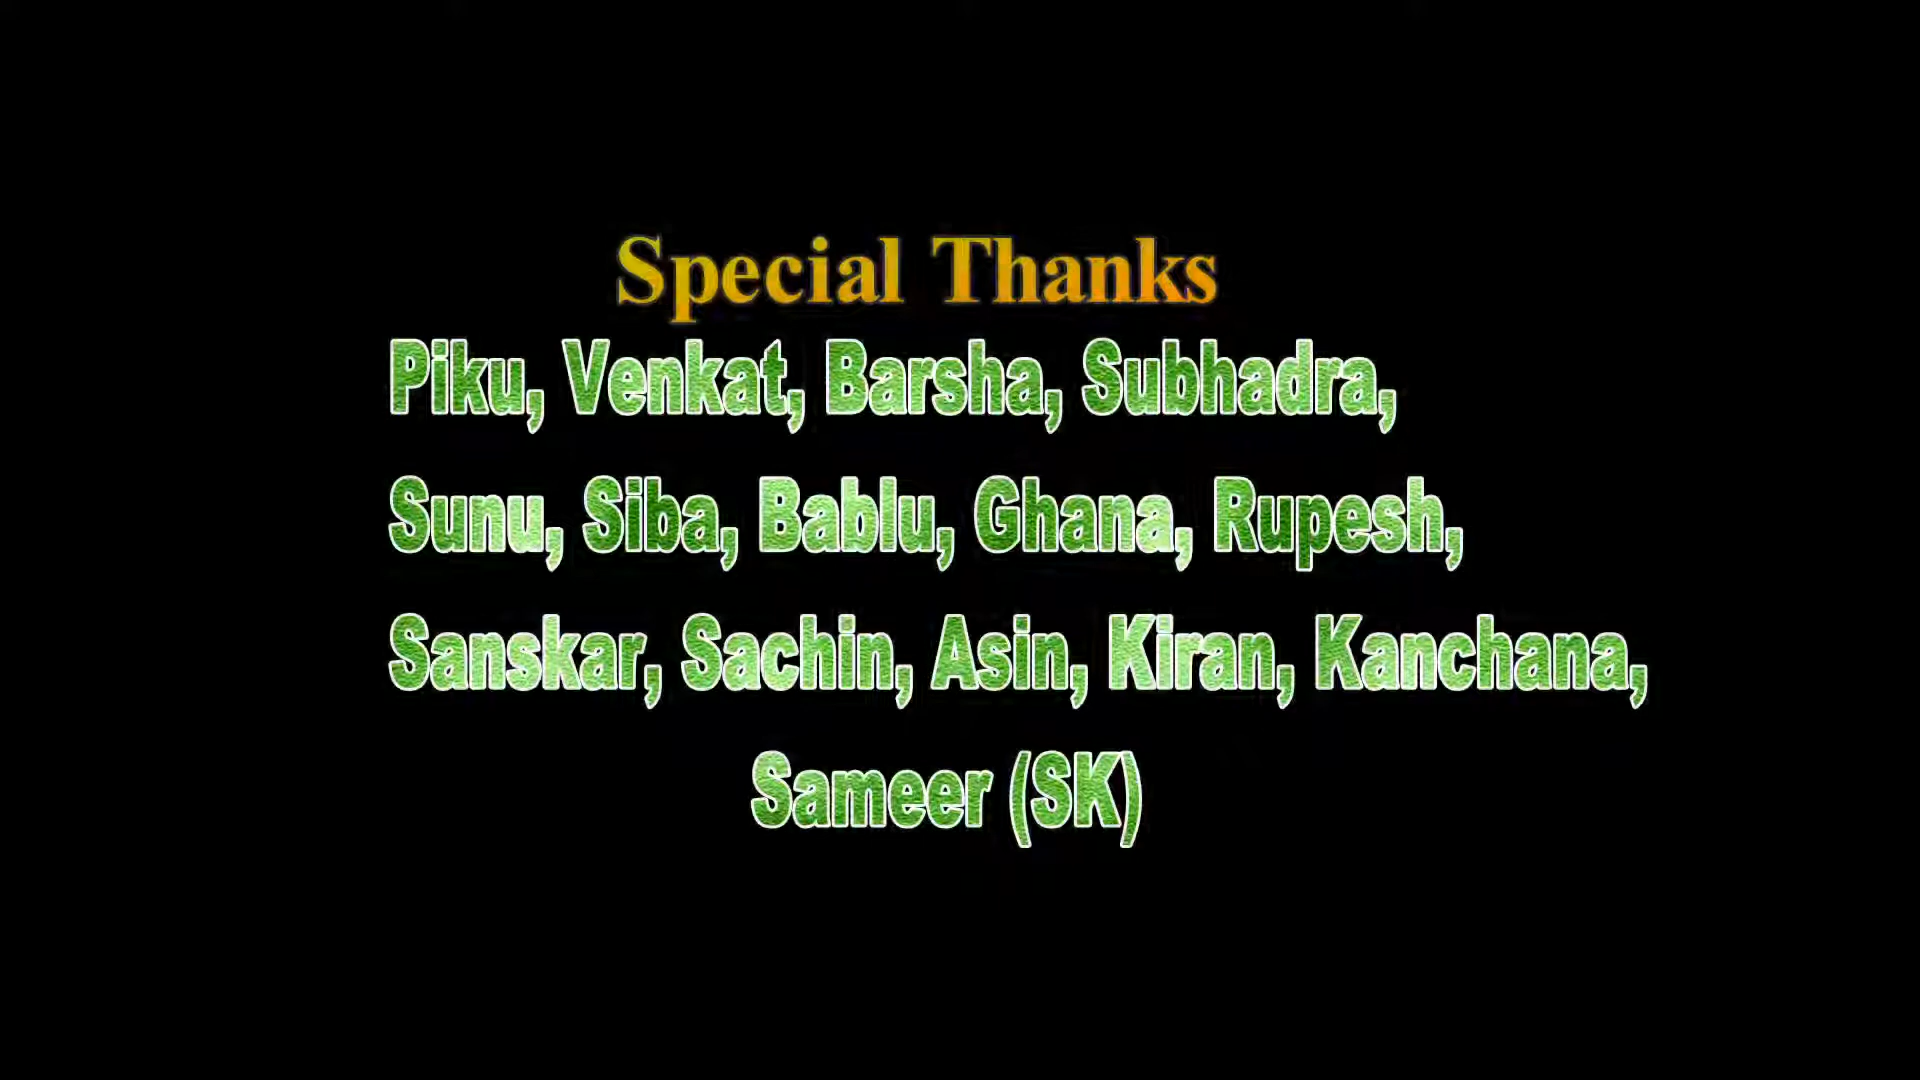 Special Thanks
Piku, Venkat, Barsha, Subhadra,
Sunu, Siba, Bablu, Ghana, Rupesh,
Sanskar, Sachin, Asin, Kiran, Kanchana,
Sameer (SK)